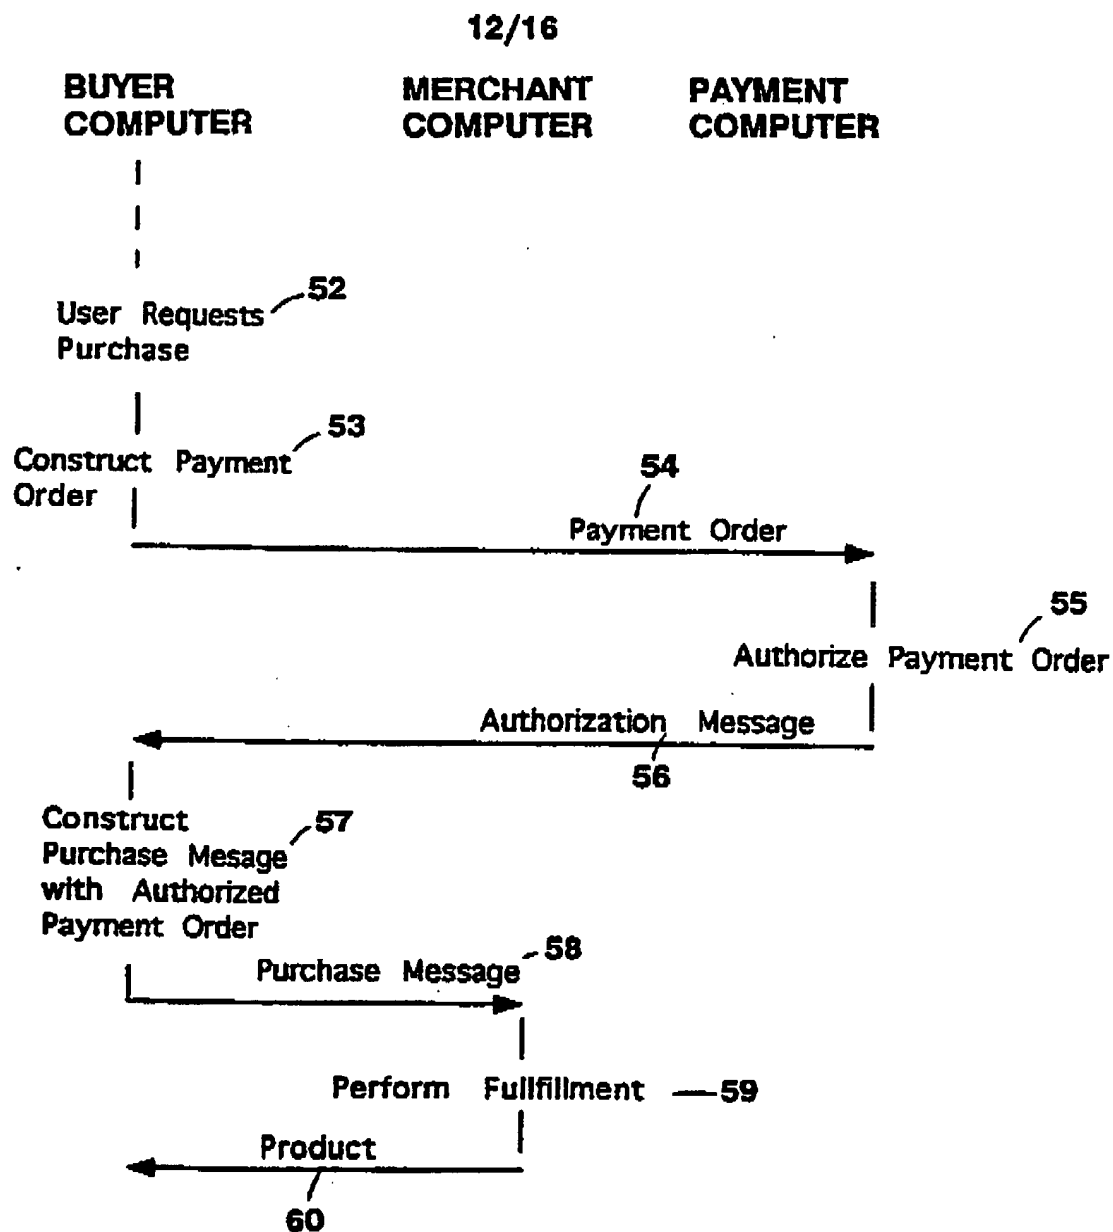 12/16
BUYER
COMPUTER
MERCHANT
COMPUTER
PAYMENT
COMPUTER
52
User Requests
Purchase
53
Construct Payment
Order
54
Payment Order
55
Authorize Payment Order
Authorization Message
56
Construct
57
Purchase Mesage
with Authorized
Payment Order
58
Purchase Message
Perform Fullfillment
59
Product
60